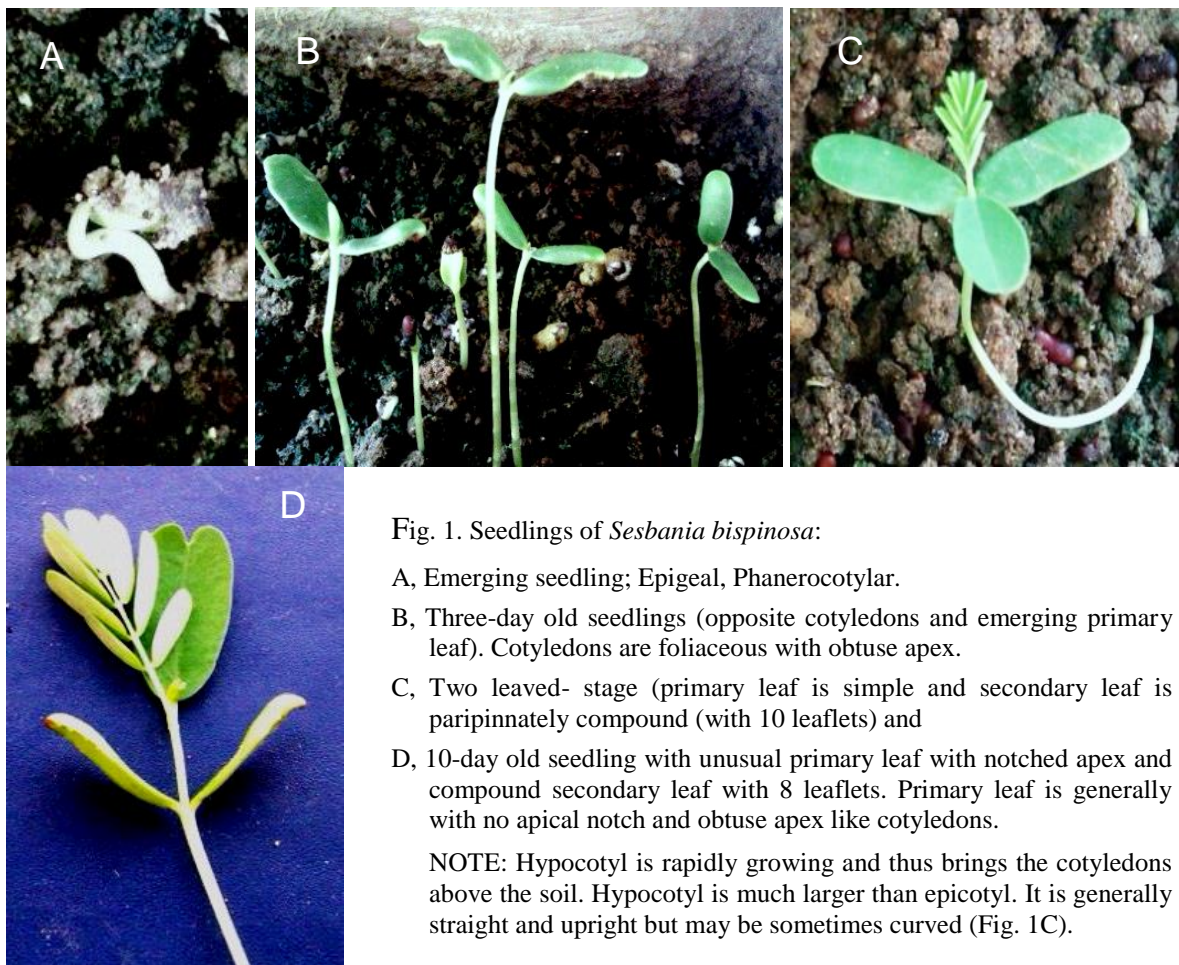 A
B
C
D
Fig. 1. Seedlings of Sesbania bispinosa:
A, Emerging seedling; Epigeal, Phanerocotylar.
B, Three-day old seedlings (opposite cotyledons and emerging primary
leaf). Cotyledons are foliaceous with obtuse apex.
C, Two leaved- stage (primary leaf is simple and secondary leaf is
paripinnately compound (with 10 leaflets) and
D, 10-day old seedling with unusual primary leaf with notched apex and
compound secondary leaf with 8 leaflets. Primary leaf is generally
with no apical notch and obtuse apex like cotyledons.
NOTE: Hypocotyl is rapidly growing and thus brings the cotyledons
above the soil. Hypocotyl is much larger than epicotyl. It is generally
straight and upright but may be sometimes curved (Fig. 1C).